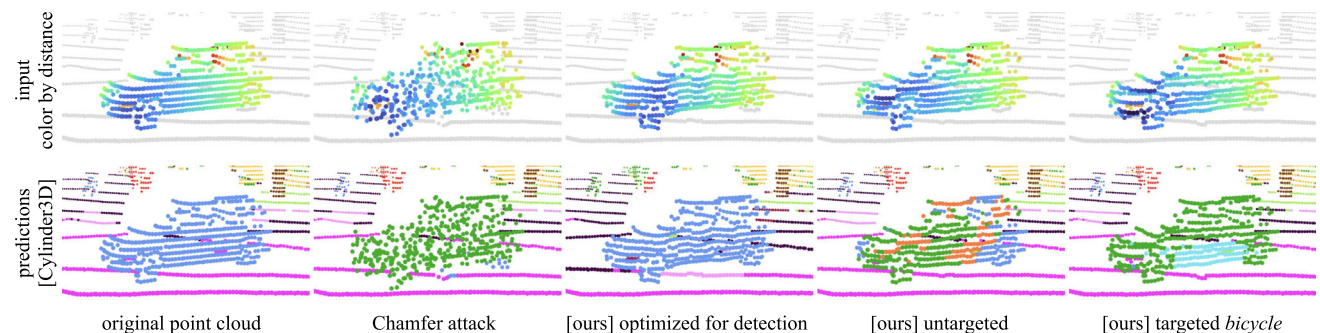 input
color by distance
predictions
[Cylinder3D]
original point cloud
Chamfer attack
[ours] optimized for detection
[ours] untargeted
[ours] targeted bicycle